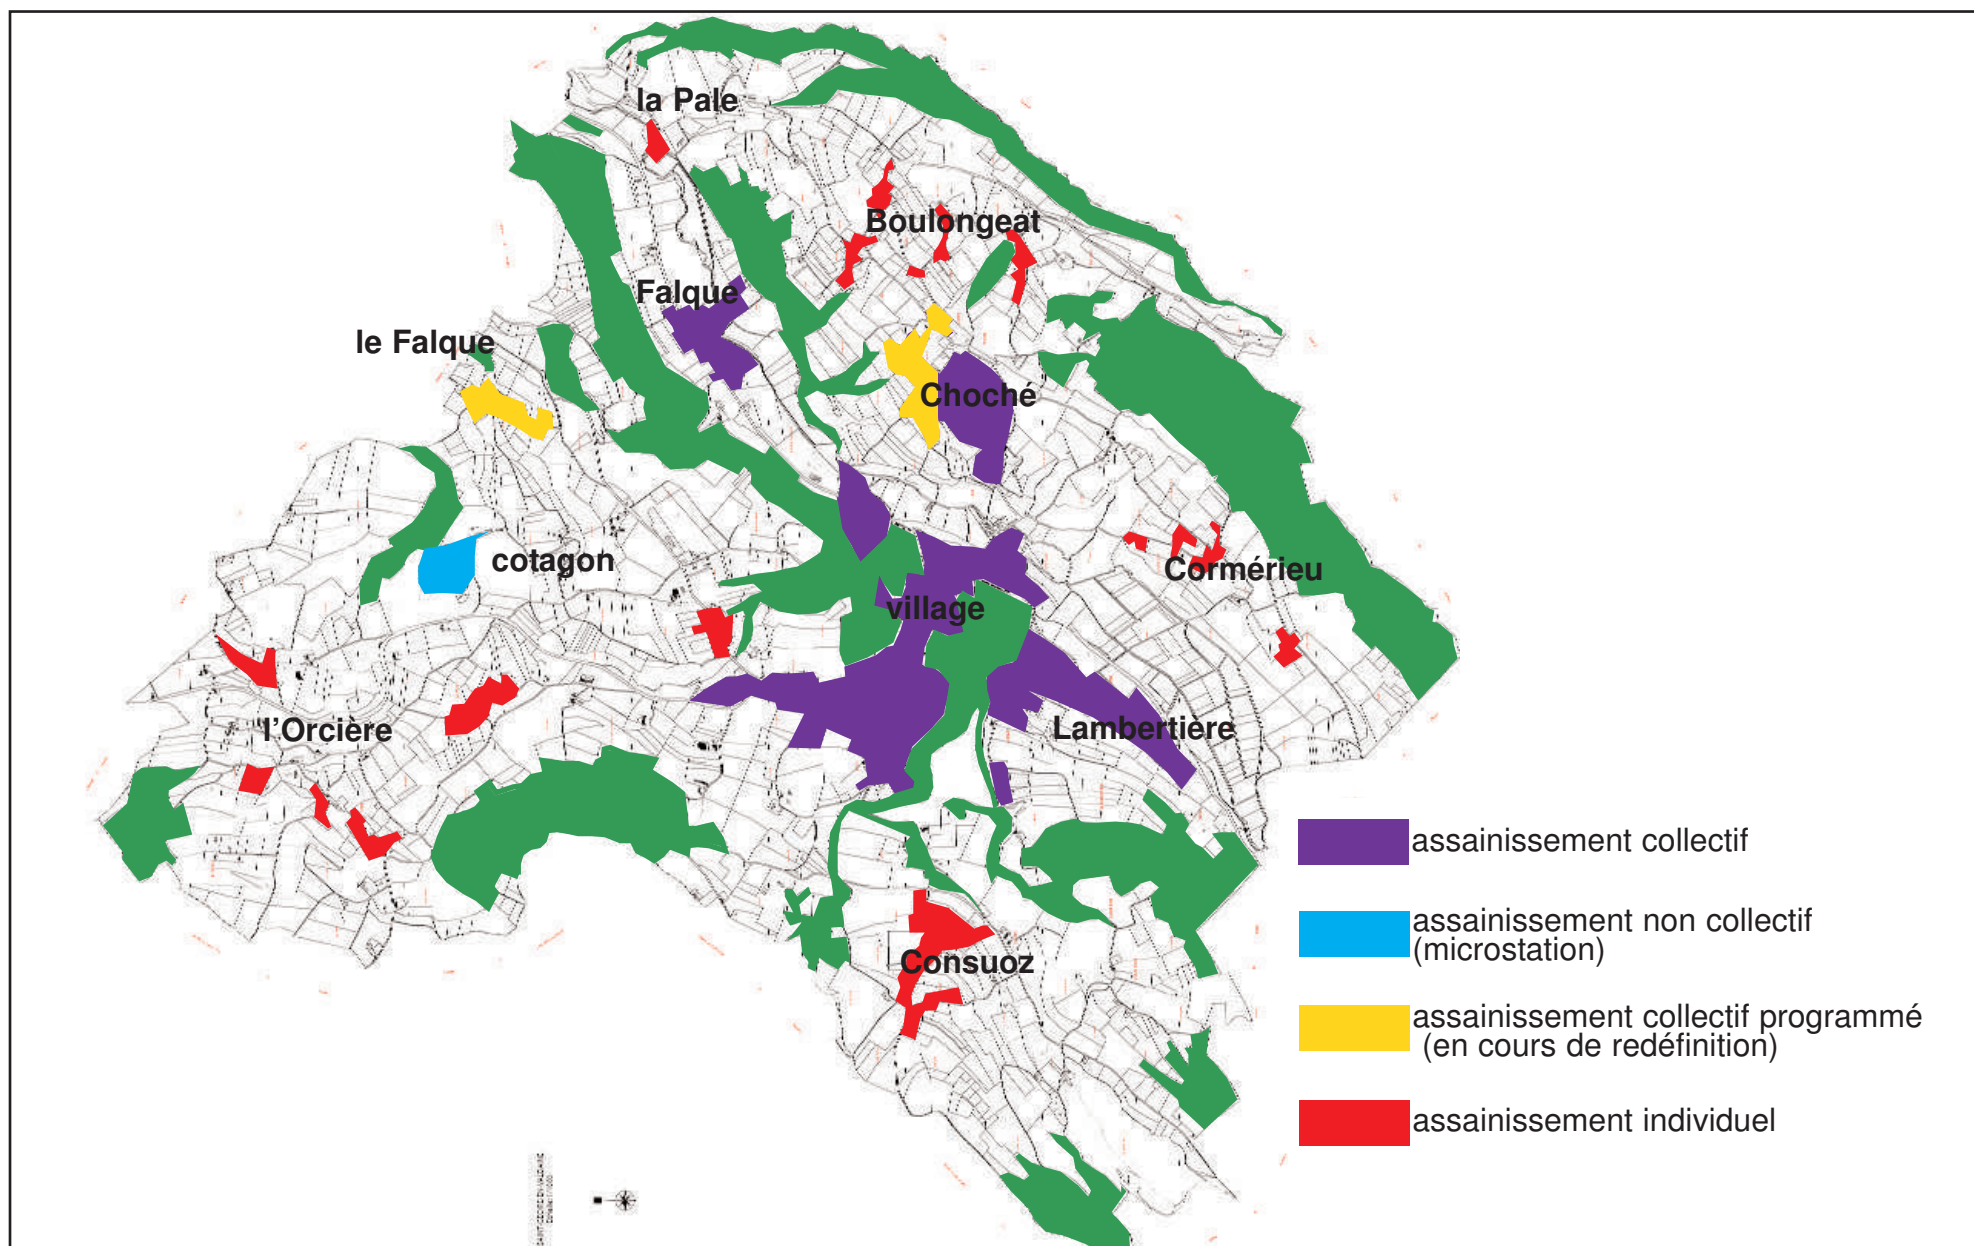 la Pale
Boulongeat
Falque
le Falque
Choché
cotagon
Cormérieu
village
l'Orcière
Lambertière
Consuoz
assainissement collectif
assainissement non collectif
(microstation)
assainissement collectif programmé
(en cours de redéfinition)
assainissement individuel